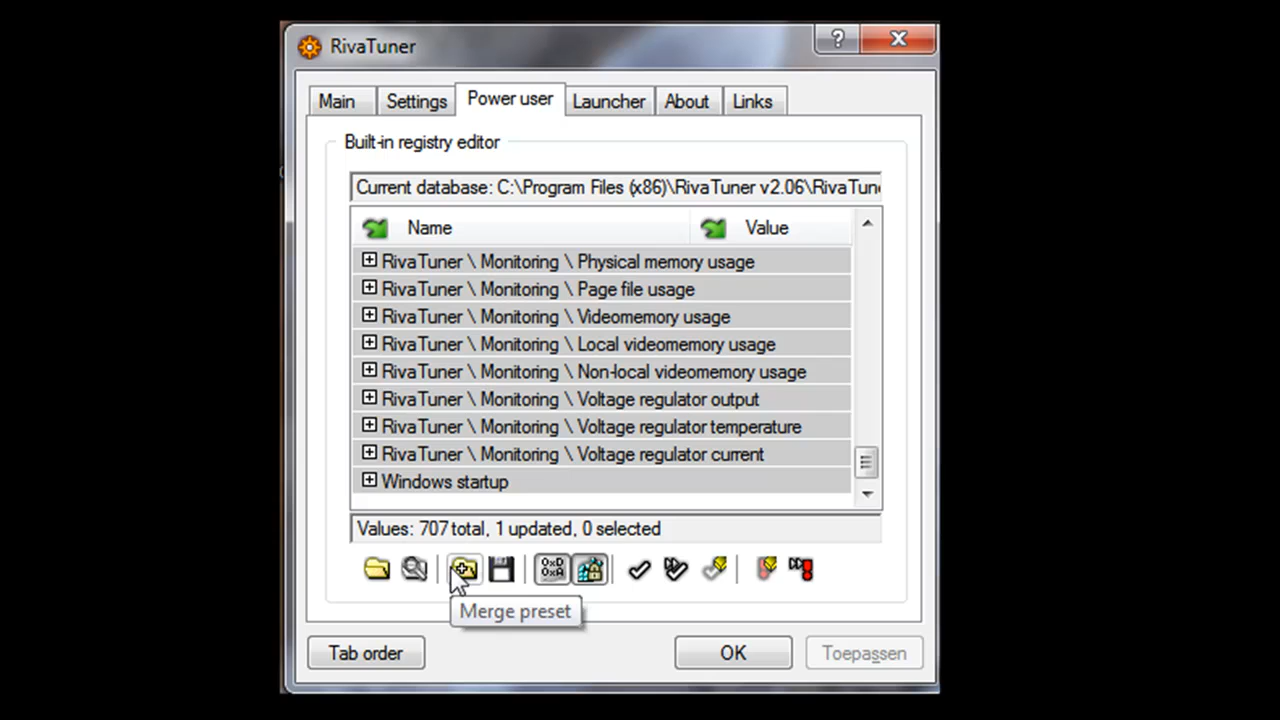 RivaTuner
Main Settings Power user Launcher About Links
Built-in registry editor
Current database: C:\Program Files (x86)\RivaTuner v2.06\RivaTune
Name Value
RivaTuner \ Monitoring \ Physical memory usage
RivaTuner \ Monitoring \ Page file usage
RivaTuner \ Monitoring \ Videomemory usage
RivaTuner \ Monitoring \ Local videomemory usage
RivaTuner \ Monitoring \ Non-local videomemory usage
RivaTuner \ Monitoring \ Voltage regulator output
RivaTuner \ Monitoring \ Voltage regulator temperature
RivaTuner \ Monitoring \ Voltage regulator current
Windows startup
Values: 707 total, 1 updated, 0 selected
Merge preset
Tab order OK Toepassen